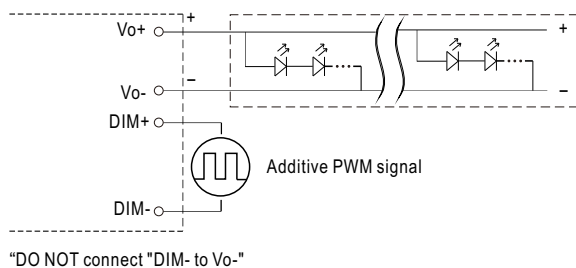 Vo+
+
+
Vo-
−
−
DIM+
Additive PWM signal
DIM-
“DO NOT connect "DIM- to Vo-"